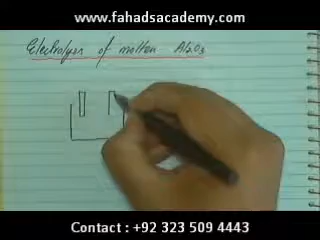 www.fahadsacademy.com
Electrolysis of molten Al₂O₃
Contact : +92 323 509 4443